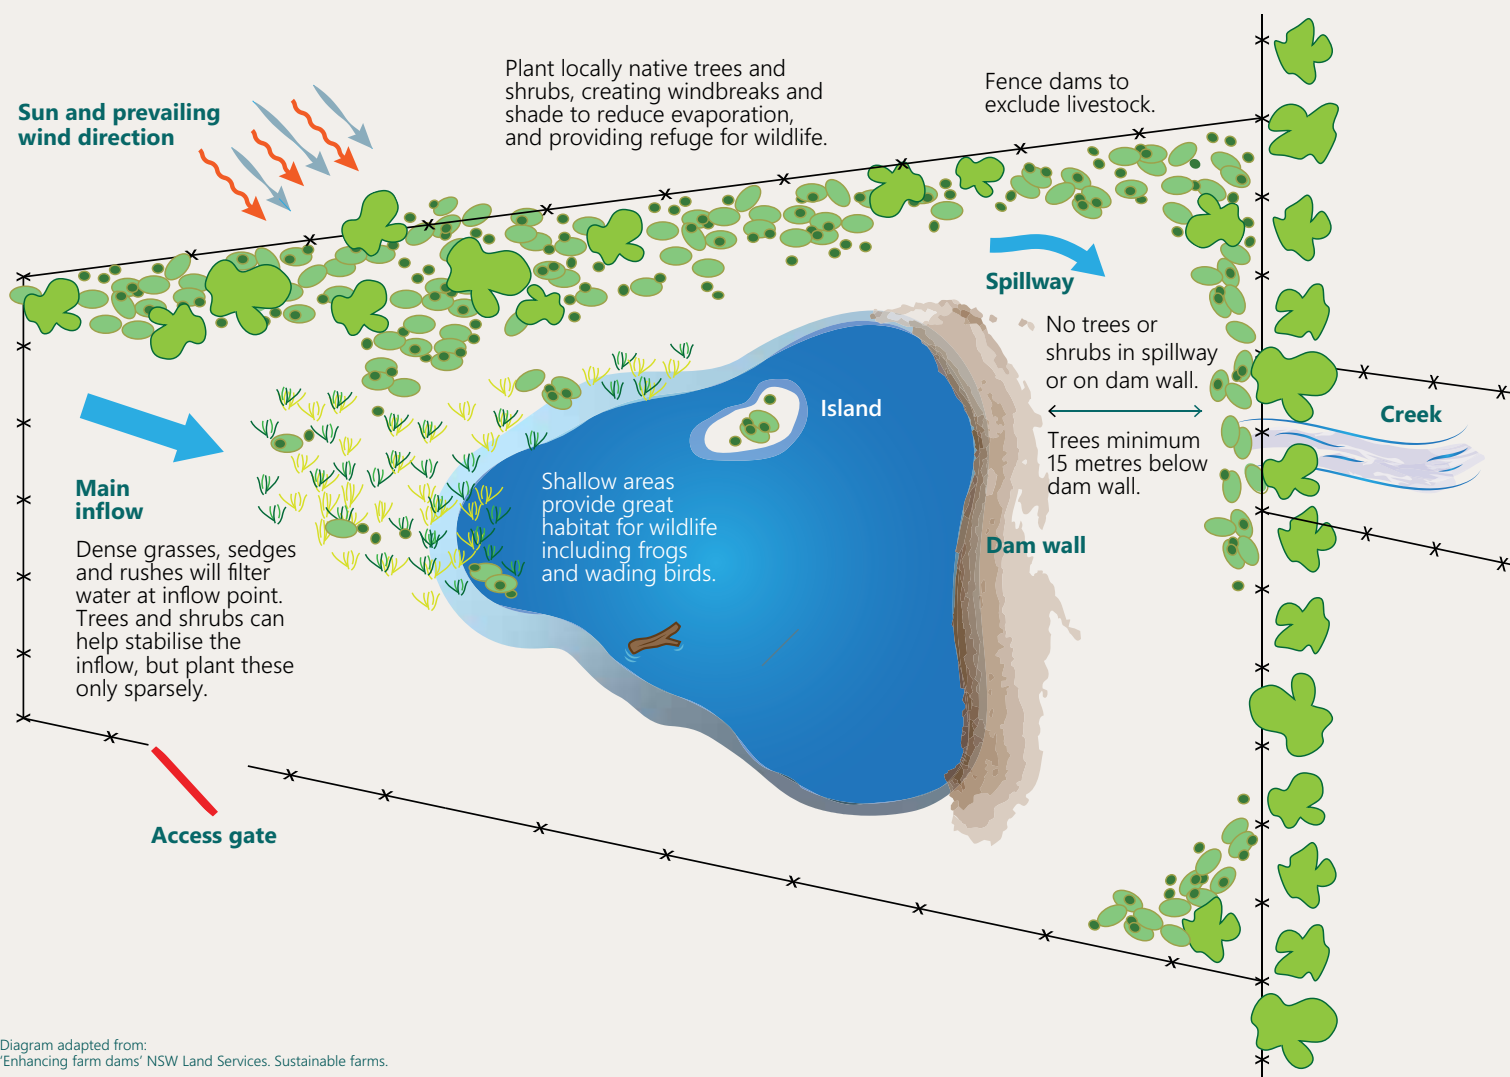 Sun and prevailing
wind direction
Plant locally native trees and
shrubs, creating windbreaks and
shade to reduce evaporation,
and providing refuge for wildlife.
Fence dams to
exclude livestock.
Spillway
No trees or
shrubs in spillway
or on dam wall.
Trees minimum
15 metres below
dam wall.
Creek
Island
Shallow areas
provide great
habitat for wildlife
including frogs
and wading birds.
Dam wall
Main
inflow
Dense grasses, sedges
and rushes will filter
water at inflow point.
Trees and shrubs can
help stabilise the
inflow, but plant these
only sparsely.
Access gate
Diagram adapted from:
'Enhancing farm dams' NSW Land Services. Sustainable farms.